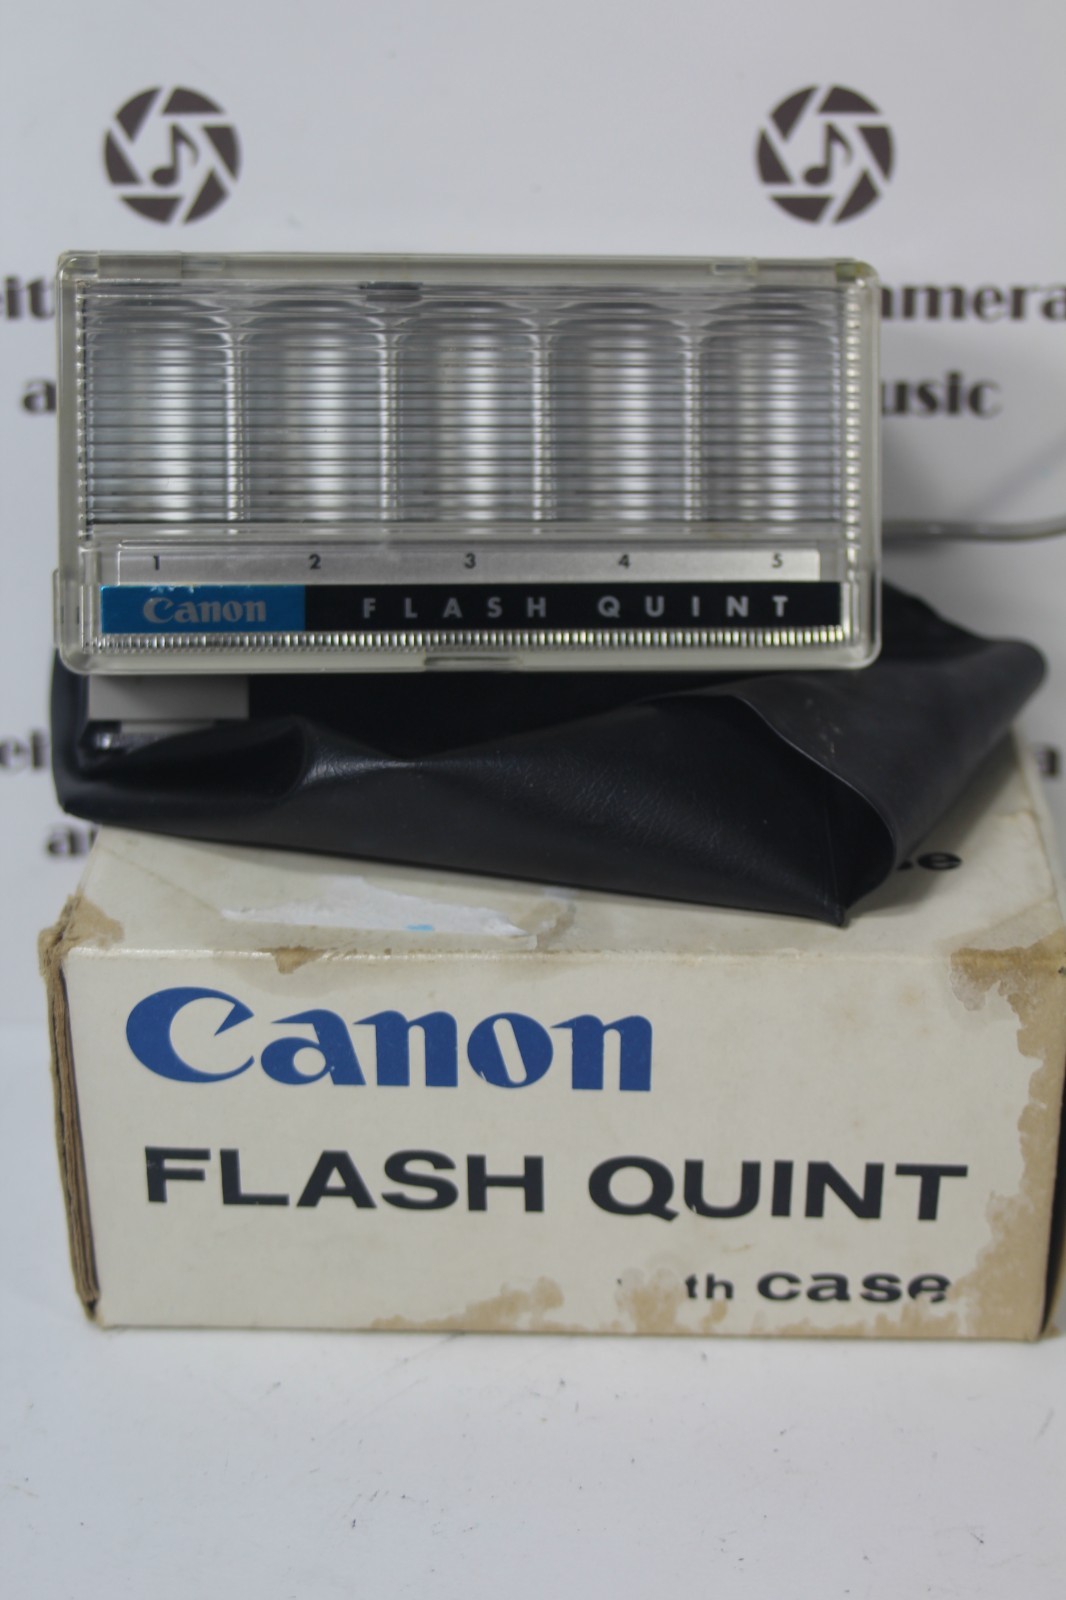 1 2 3 4 5
Canon FLASH QUINT
Canon
FLASH QUINT
th case